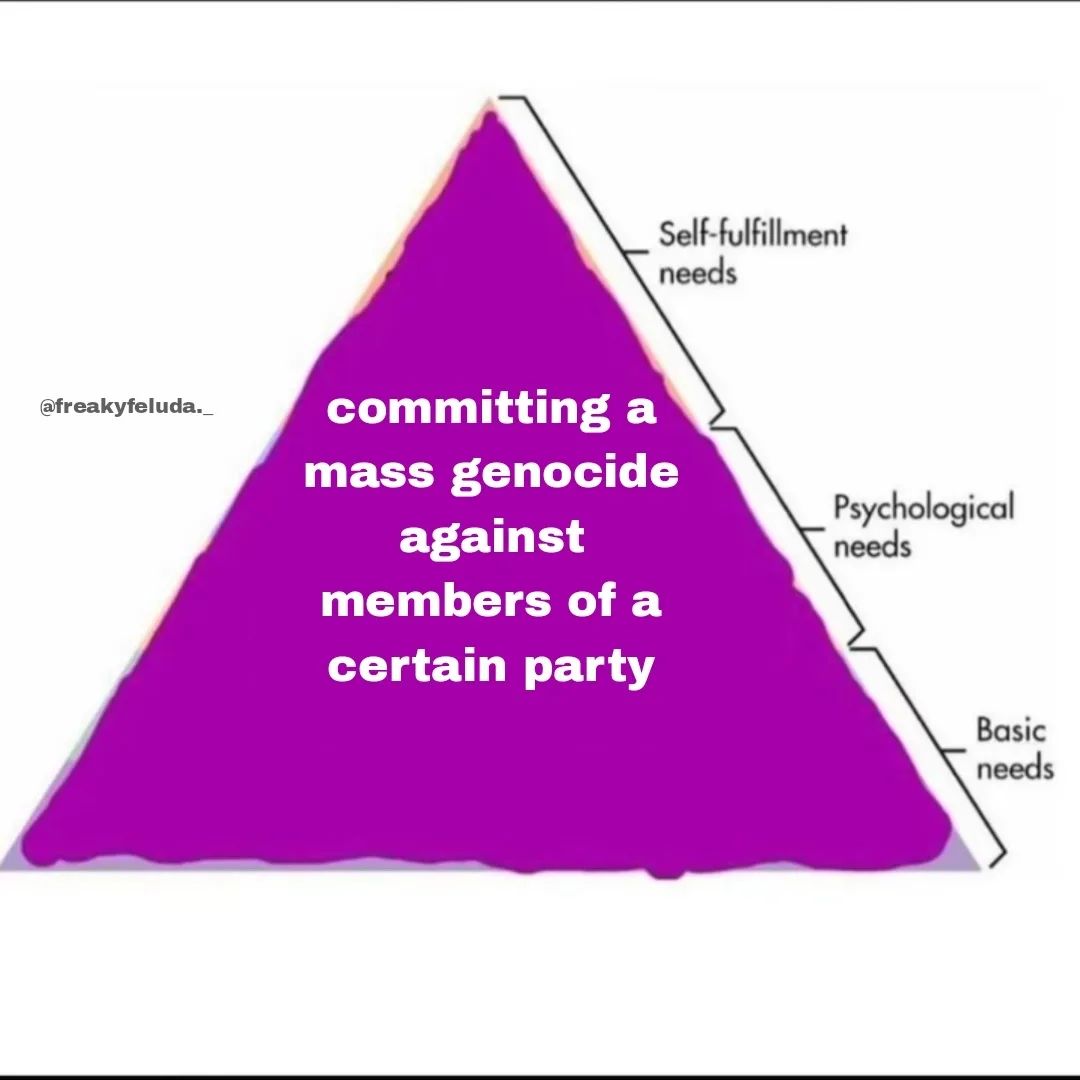 Self-fulfillment
needs
@freakyfeluda._
committing a
mass genocide
against
members of a
certain party
Psychological
needs
Basic
needs